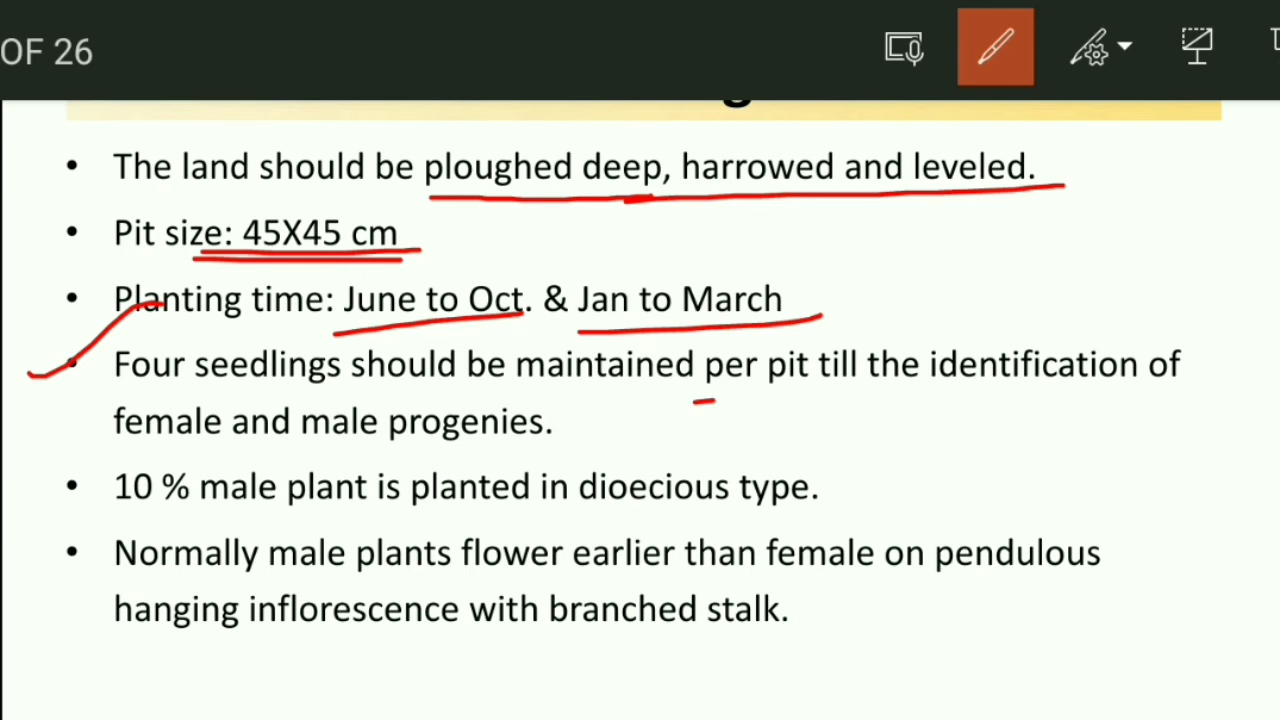 OF 26
• The land should be ploughed deep, harrowed and leveled.
• Pit size: 45X45 cm
• Planting time: June to Oct. & Jan to March
• Four seedlings should be maintained per pit till the identification of
female and male progenies.
• 10 % male plant is planted in dioecious type.
• Normally male plants flower earlier than female on pendulous
hanging inflorescence with branched stalk.